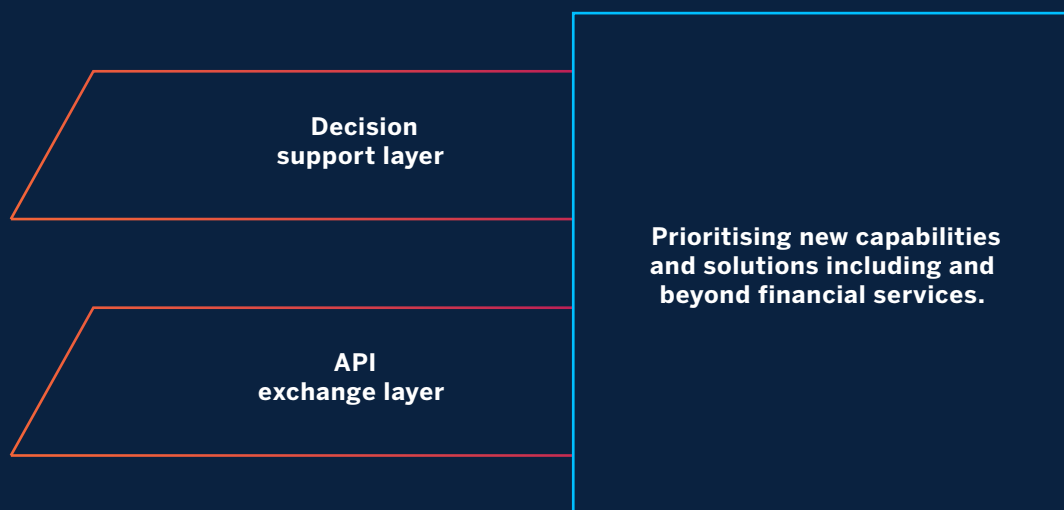 Decision
support layer
API
exchange layer
Prioritising new capabilities
and solutions including and
beyond financial services.